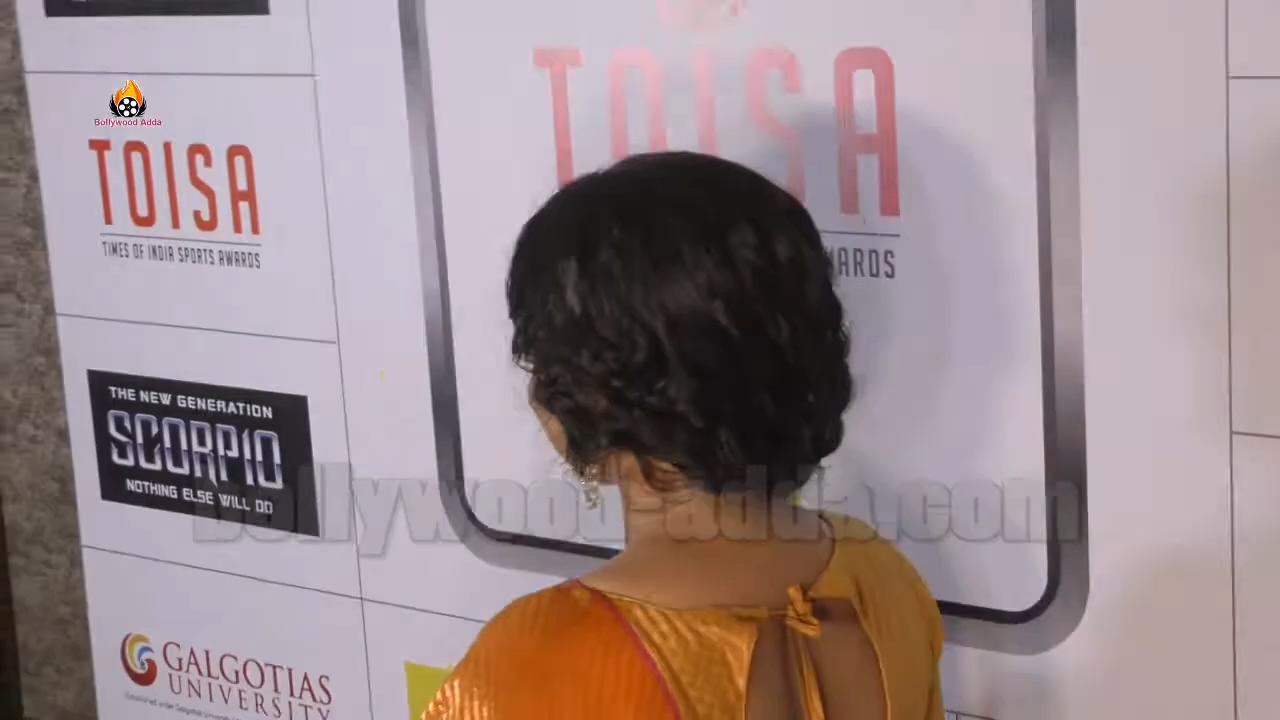 Bollywood Adda
TOISA
TIMES OF INDIA SPORTS AWARDS
THE NEW GENERATION
SCORPIO
NOTHING ELSE WILL DO
GALGOTIAS
UNIVERSITY
TOISA
bollywood-adda.com